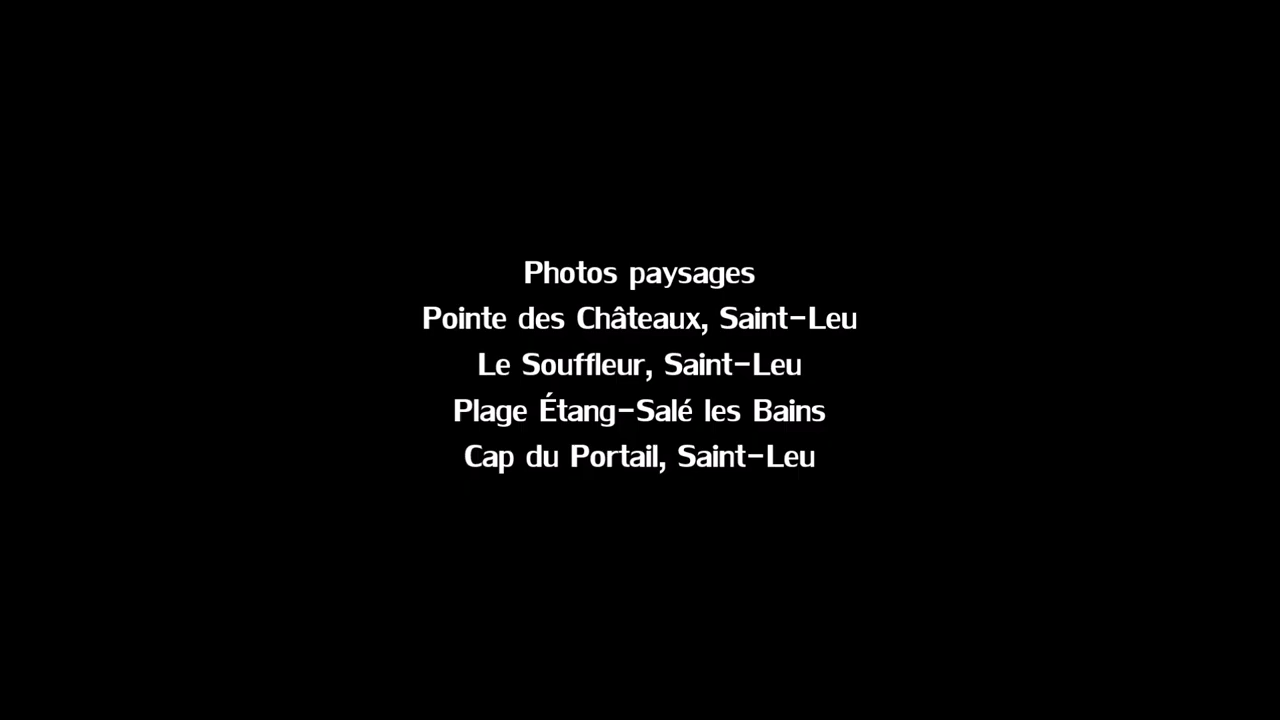 Photos paysages
Pointe des Châteaux, Saint-Leu
Le Souffleur, Saint-Leu
Plage Étang-Salé les Bains
Cap du Portail, Saint-Leu